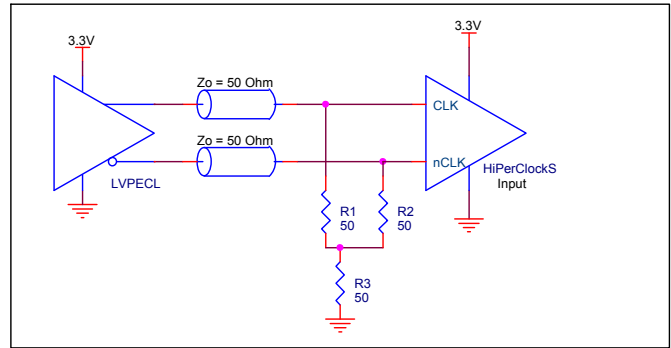 3.3V
3.3V
Zo = 50 Ohm
CLK
Zo = 50 Ohm
nCLK
LVPECL
HiPerClockS
Input
R1
50
R2
50
R3
50